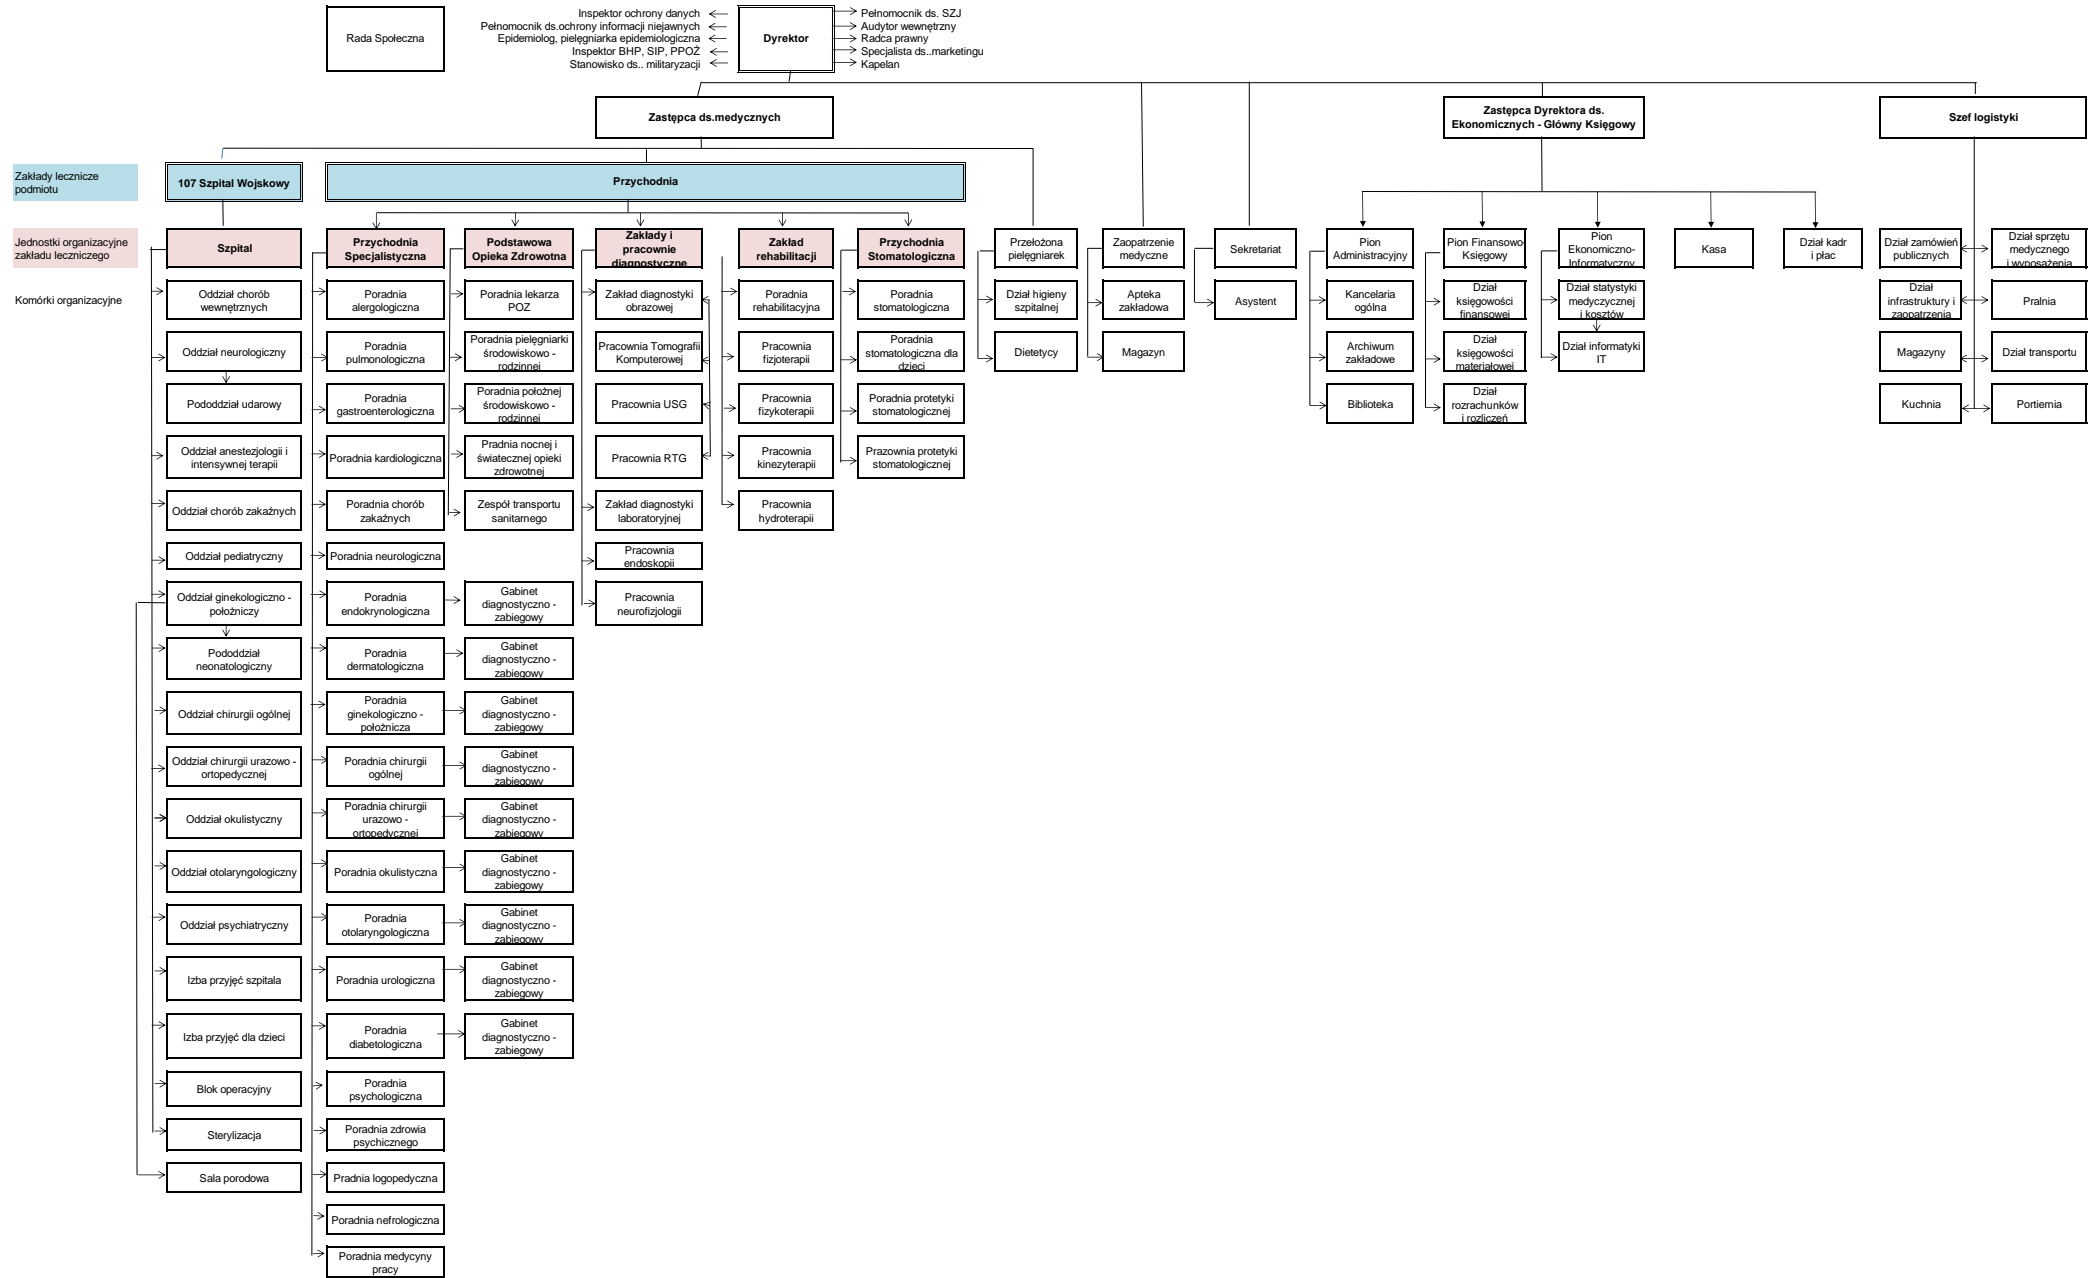 Rada Społeczna
Inspektor ochrony danych
Pełnomocnik ds.ochrony informacji niejawnych
Epidemiolog, pielęgniarka epidemiologiczna
Inspektor BHP, SIP, PPOŻ
Stanowisko ds.. militaryzacji
Dyrektor
Pełnomocnik ds. SZJ
Audytor wewnętrzny
Radca prawny
Specjalista ds..marketingu
Kapelan
Zastępca ds.medycznych
Zastępca Dyrektora ds.
Ekonomicznych - Główny Księgowy
Szef logistyki
Zakłady lecznicze
podmiotu
107 Szpital Wojskowy
Przychodnia
Jednostki organizacyjne
zakładu leczniczego
Komórki organizacyjne
Szpital
Oddział chorób
wewnętrznych
Oddział neurologiczny
Pododdział udarowy
Oddział anestezjologii i
intensywnej terapii
Oddział chorób zakaźnych
Oddział pediatryczny
Oddział ginekologiczno -
położniczy
Pododdział
neonatologiczny
Oddział chirurgii ogólnej
Oddział chirurgii urazowo -
ortopedycznej
Oddział okulistyczny
Oddział otolaryngologiczny
Oddział psychiatryczny
Izba przyjęć szpitala
Izba przyjęć dla dzieci
Blok operacyjny
Sterylizacja
Sala porodowa
Przychodnia
Specjalistyczna
Poradnia
alergologiczna
Poradnia
pulmonologiczna
Poradnia
gastroenterologiczna
Poradnia kardiologiczna
Poradnia chorób
zakaźnych
Poradnia neurologiczna
Poradnia
endokrynologiczna
Poradnia
dermatologiczna
Poradnia
ginekologiczno -
położnicza
Poradnia chirurgii
ogólnej
Poradnia chirurgii
urazowo -
ortopedycznej
Poradnia okulistyczna
Poradnia
otolaryngologiczna
Poradnia urologiczna
Poradnia
diabetologiczna
Poradnia
psychologiczna
Poradnia zdrowia
psychicznego
Pradnia logopedyczna
Poradnia nefrologiczna
Poradnia medycyny
pracy
Podstawowa
Opieka Zdrowotna
Poradnia lekarza
POZ
Poradnia pielęgniarki
środowiskowo -
rodzinnej
Poradnia położnej
środowiskowo -
rodzinnej
Pradnia nocnej i
światecznej opieki
zdrowotnej
Zespół transportu
sanitarnego
Gabinet
diagnostyczno -
zabiegowy
Gabinet
diagnostyczno -
zabiegowy
Gabinet
diagnostyczno -
zabiegowy
Gabinet
diagnostyczno -
zabiegowy
Gabinet
diagnostyczno -
zabiegowy
Gabinet
diagnostyczno -
zabiegowy
Gabinet
diagnostyczno -
zabiegowy
Gabinet
diagnostyczno -
zabiegowy
Gabinet
diagnostyczno -
zabiegowy
Zakłady i
pracownie
diagnostyczne
Zakład diagnostyki
obrazowej
Pracownia Tomografii
Komputerowej
Pracownia USG
Pracownia RTG
Zakład diagnostyki
laboratoryjnej
Pracownia
endoskopii
Pracownia
neurofizjologii
Zakład
rehabilitacji
Poradnia
rehabilitacyjna
Pracownia
fizjoterapii
Pracownia
fizykoterapii
Pracownia
kinezyterapii
Pracownia
hydroterapii
Przychodnia
Stomatologiczna
Poradnia
stomatologiczna
Poradnia
stomatologiczna dla
dzieci
Poradnia protetyki
stomatologicznej
Prazownia protetyki
stomatologicznej
Przełożona
pielęgniarek
Dział higieny
szpitalnej
Dietetycy
Zaopatrzenie
medyczne
Apteka
zakładowa
Magazyn
Sekretariat
Asystent
Pion
Administracyjny
Kancelaria
ogólna
Archiwum
zakładowe
Biblioteka
Pion Finansowo-
Księgowy
Dział
księgowości
finansowej
Dział
księgowości
materiałowej
Dział
rozrachunków
i rozliczeń
Pion
Ekonomiczno-
Informatyczny
Dział statystyki
medyczycznej
i kosztów
Dział informatyki
IT
Kasa
Dział kadr
i płac
Dział zamówień
publicznych
Dział
infrastruktury i
zaopatrzenia
Magazyny
Kuchnia
Dział sprzętu
medycznego
i wyposażenia
Pralnia
Dział transportu
Portiernia